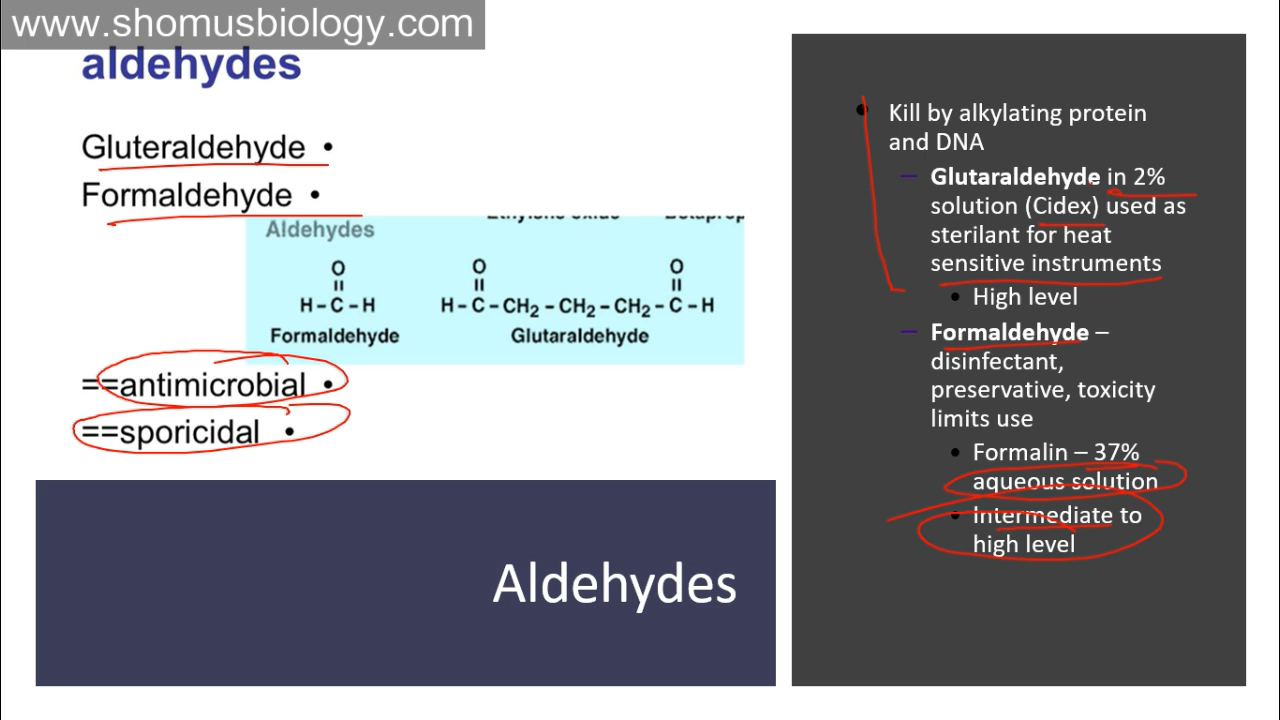 www.shomusbiology.com
aldehydes
Gluteraldehyde •
Formaldehyde •
Aldehydes
O O O
H-C-H H-C-CH₂-CH₂-CH₂-C-H
Formaldehyde Glutaraldehyde
==antimicrobial •
==sporicidal •
Aldehydes
• Kill by alkylating protein
and DNA
– Glutaraldehyde in 2%
solution (Cidex) used as
sterilant for heat
sensitive instruments
• High level
– Formaldehyde –
disinfectant,
preservative, toxicity
limits use
• Formalin – 37%
aqueous solution
• Intermediate to
high level